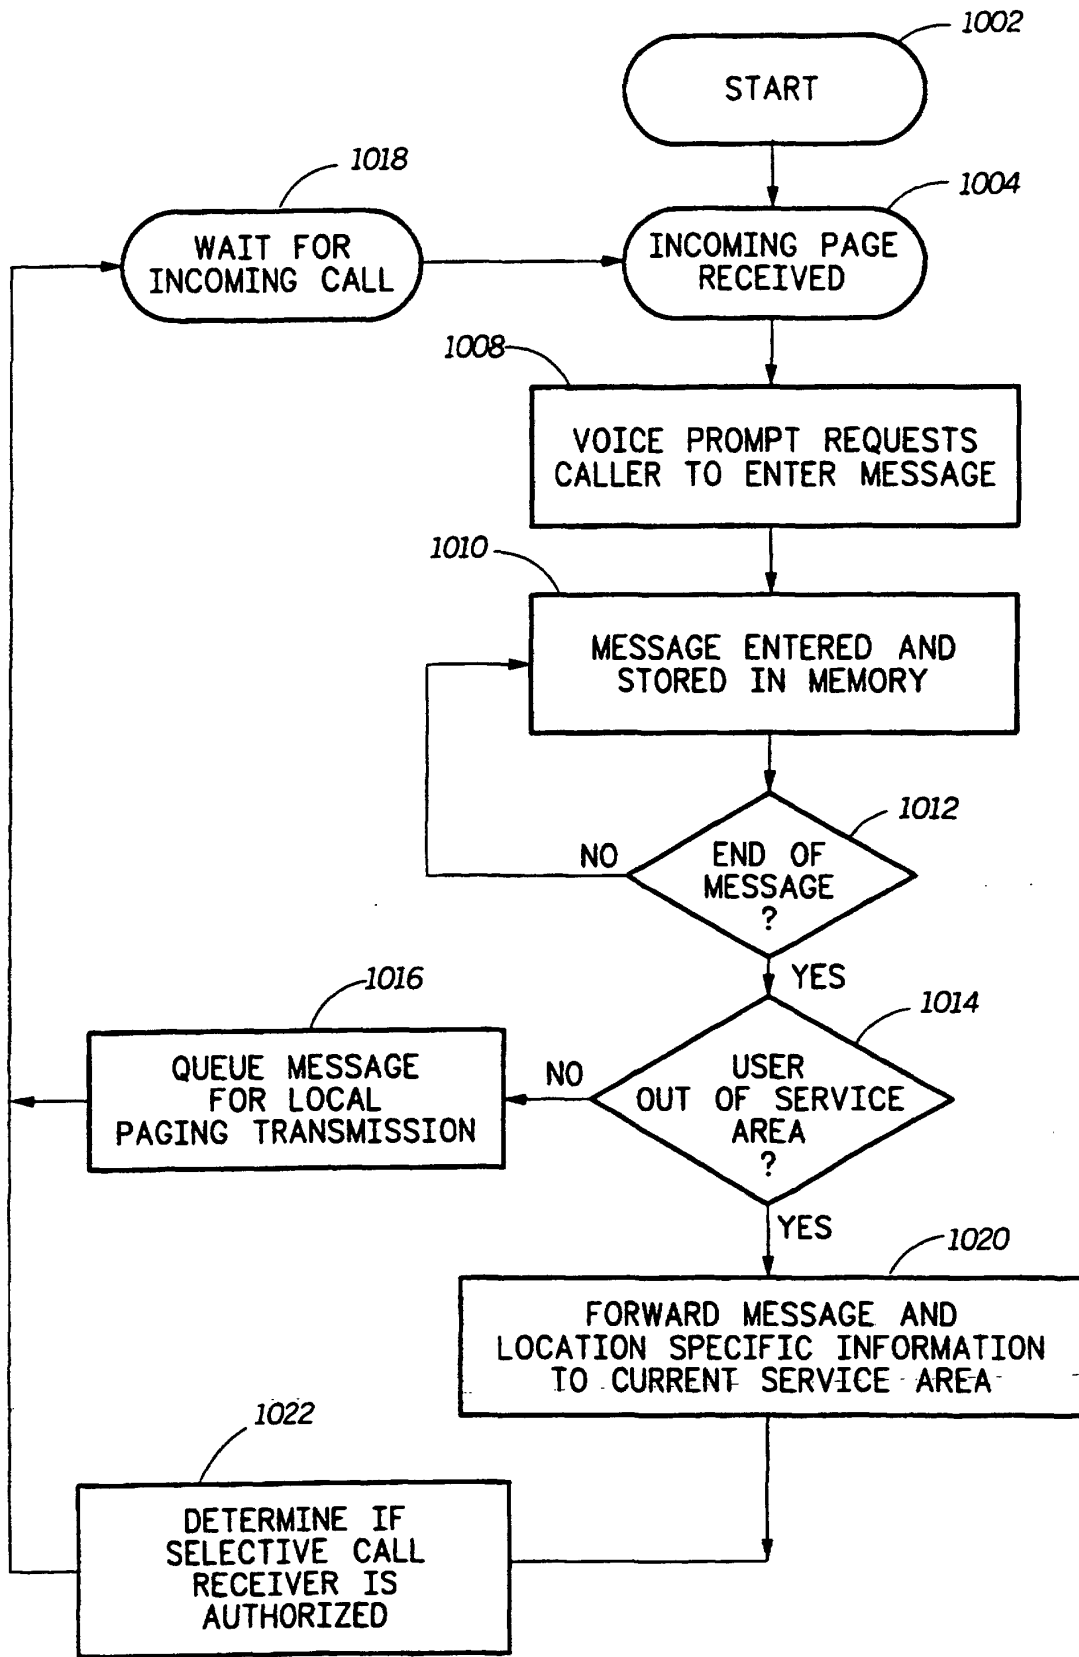 1002
START
1018
1004
WAIT FOR
INCOMING CALL
INCOMING PAGE
RECEIVED
1008
VOICE PROMPT REQUESTS
CALLER TO ENTER MESSAGE
1010
MESSAGE ENTERED AND
STORED IN MEMORY
1012
END OF
MESSAGE
?
NO
YES
1016
1014
QUEUE MESSAGE
FOR LOCAL
PAGING TRANSMISSION
NO
USER
OUT OF SERVICE
AREA
?
YES
1020
FORWARD MESSAGE AND
LOCATION SPECIFIC INFORMATION
TO CURRENT SERVICE AREA
1022
DETERMINE IF
SELECTIVE CALL
RECEIVER IS
AUTHORIZED